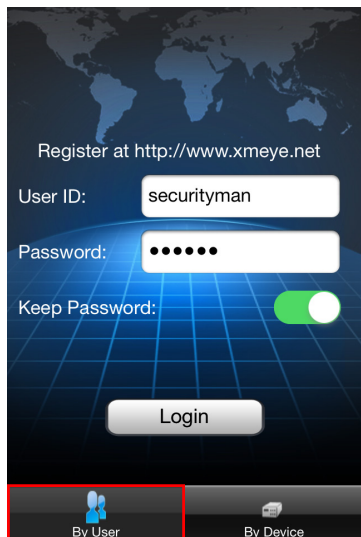 Register at http://www.xmeye.net
User ID: securityman
Password: ●●●●●●
Keep Password:
Login
By User By Device